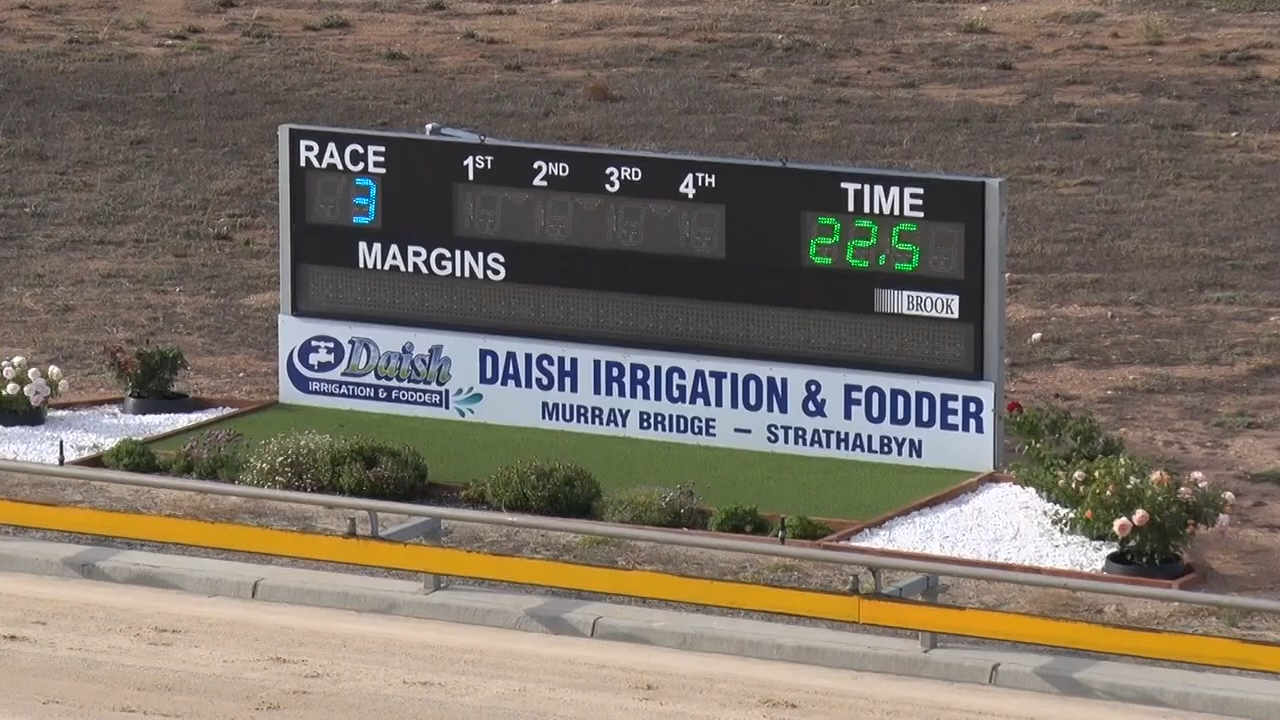 RACE 1ST 2ND 3RD 4TH TIME
3 22.5
MARGINS
BROOK
Daish
IRRIGATION & FODDER
DAISH IRRIGATION & FODDER
MURRAY BRIDGE – STRATHALBYN